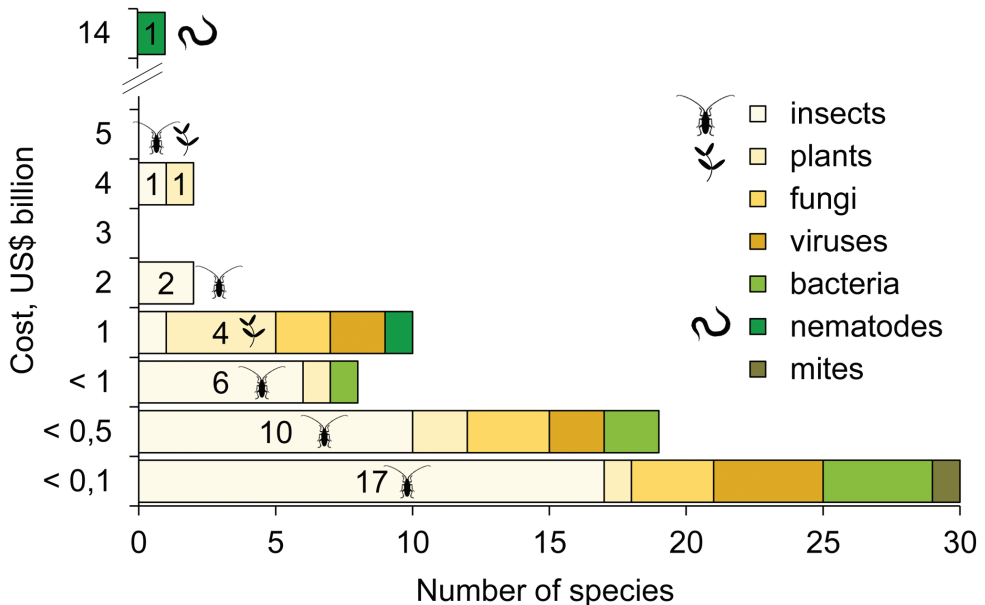 14
1
5
4
1 1
3
2
2
1
4
< 1
6
< 0,5
10
< 0,1
17
0 5 10 15 20 25 30
Number of species
Cost, US$ billion
insects
plants
fungi
viruses
bacteria
nematodes
mites